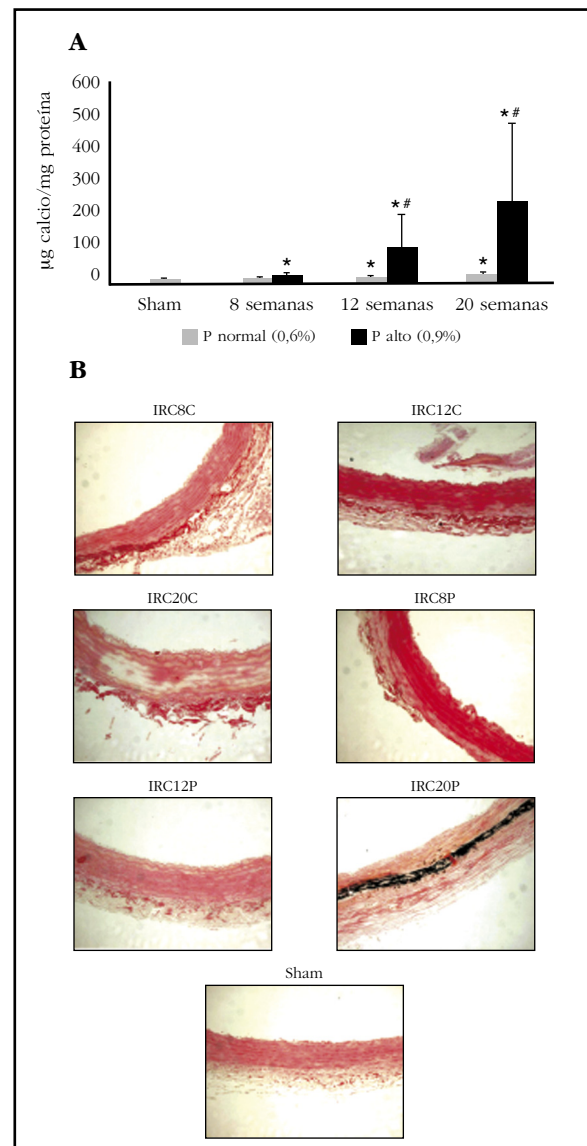 A
µg calcio/mg proteína
600
500
400
300
200
100
0
* * * # * * #
Sham 8 semanas 12 semanas 20 semanas
P normal (0,6%) P alto (0,9%)
B
IRC8C IRC12C
IRC20C IRC8P
IRC12P IRC20P
Sham